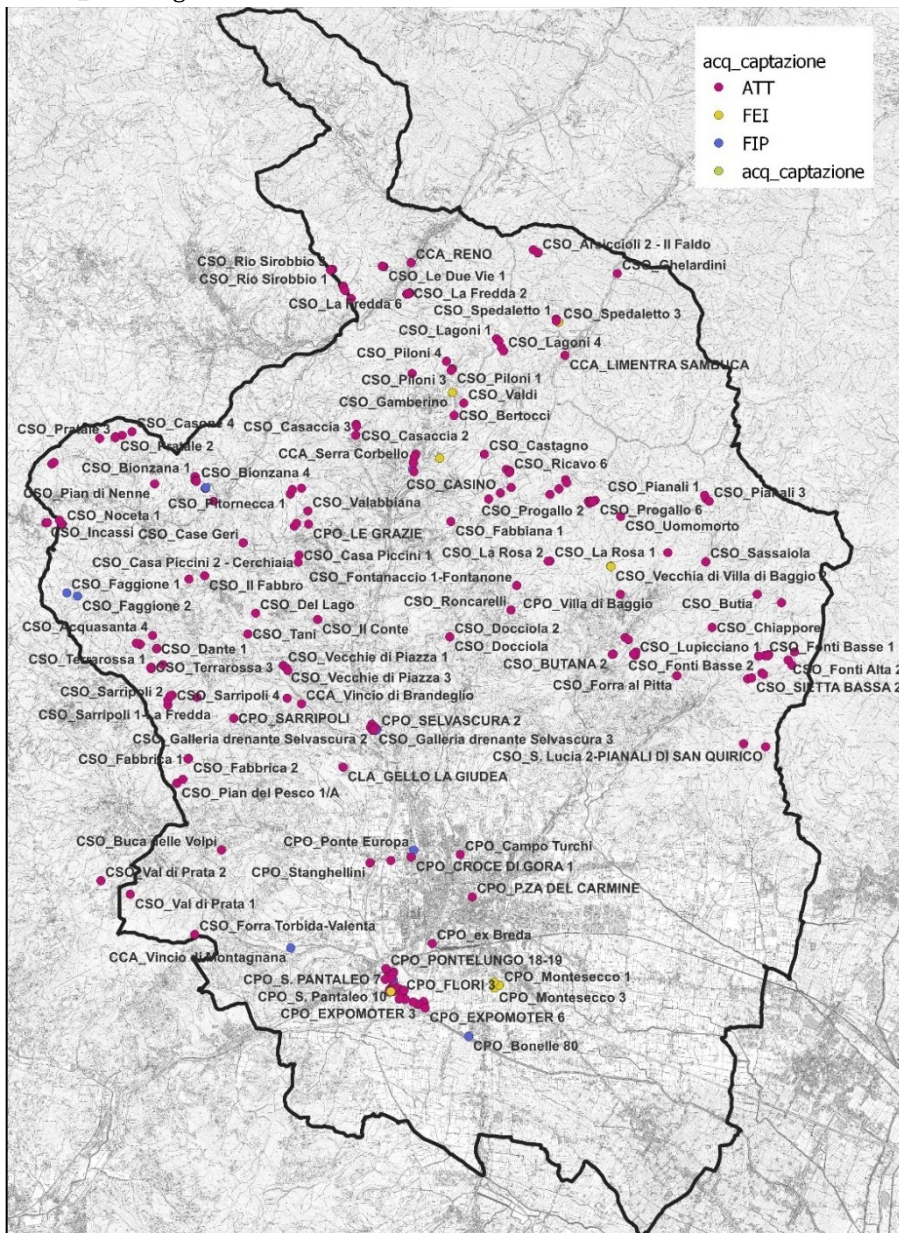 acq_captazione
ATT
FEI
FIP
acq_captazione
CSO_Arsiccioli 2 - Il Faldo
CCA_RENO
CSO_Rio Sirobbio 3
CSO_Le Due Vie 1
CSO_Ghelardini
CSO_Rio Sirobbio 1
CSO_La Fredda 2
CSO_La Fredda 6
CSO_Spedaletto 1
CSO_Spedaletto 3
CSO_Lagoni 1
CSO_Lagoni 4
CSO_Piloni 4
CCA_LIMENTRA SAMBUCA
CSO_Piloni 3
CSO_Piloni 1
CSO_Valdi
CSO_Gamberino
CSO_Bertocci
CSO_Casone 4
CSO_Pratale 3
CSO_Casaccia 3
CSO_Casaccia 2
CSO_Pratale 2
CCA_Serra Corbello
CSO_Castagno
CSO_Bionzana 1
CSO_Bionzana 4
CSO_Ricavo 6
CSO_CASINO
CSO_Pian di Nenne
CSO_Fitornecca 1
CSO_Pianali 1
CSO_Pianali 3
CSO_Valabbiana
CSO_Progallo 2
CSO_Progallo 6
CSO_Noceta 1
CSO_Incassi
CSO_Case Geri
CPO_LE GRAZIE
CSO_Fabbiana 1
CSO_Uomomorto
CSO_Casa Piccini 2 - Cerchiaia
CSO_Casa Piccini 1
CSO_La Rosa 2
CSO_La Rosa 1
CSO_Sassaiola
CSO_Faggione 1
CSO_Il Fabbro
CSO_Fontanaccio 1-Fontanone
CSO_Vecchia di Villa di Baggio 2
CSO_Faggione 2
CSO_Roncarelli
CPO_Villa di Baggio
CSO_Butia
CSO_Del Lago
CSO_Il Conte
CSO_Acquasanta 4
CSO_Tani
CSO_Docciola 2
CSO_Chiappore
CSO_Dante 1
CSO_Docciola
CSO_Lupicciano 1
CSO_Fonti Basse 1
CSO_Terrarossa 1
CSO_Terrarossa 3
CSO_Vecchie di Piazza 1
CSO_BUTANA 2
CSO_Fonti Basse 2
CSO_Fonti Alta 2
CSO_Vecchie di Piazza 3
CSO_Forra al Pitta
CSO_SIETTA BASSA 2
CSO_Sarripoli 2
CSO_Sarripoli 4
CCA_Vincio di Brandeglio
CSO_Sarripoli 1-La Fredda
CPO_SARRIPOLI
CPO_SELVASCURA 2
CSO_Galleria drenante Selvascura 2
CSO_Galleria drenante Selvascura 3
CSO_S. Lucia 2-PIANALI DI SAN QUIRICO
CSO_Fabbrica 1
CSO_Fabbrica 2
CLA_GELLO LA GIUDEA
CSO_Pian del Pesco 1/A
CSO_Buca delle Volpi
CPO_Ponte Europa
CPO_Campo Turchi
CPO_Stanghellini
CPO_CROCE DI GORA 1
CSO_Val di Prata 2
CPO_P.ZA DEL CARMINE
CSO_Val di Prata 1
CSO_Forra Torbida-Valenta
CPO_ex Breda
CCA_Vincio di Montagnana
CPO_PONTELUNGO 18-19
CPO_S. PANTALEO 7
CPO_FLORI 3
CPO_Montesecco 1
CPO_S. Pantaleo 10
CPO_Montesecco 3
CPO_EXPOMOTER 3
CPO_EXPOMOTER 6
CPO_Bonelle 80